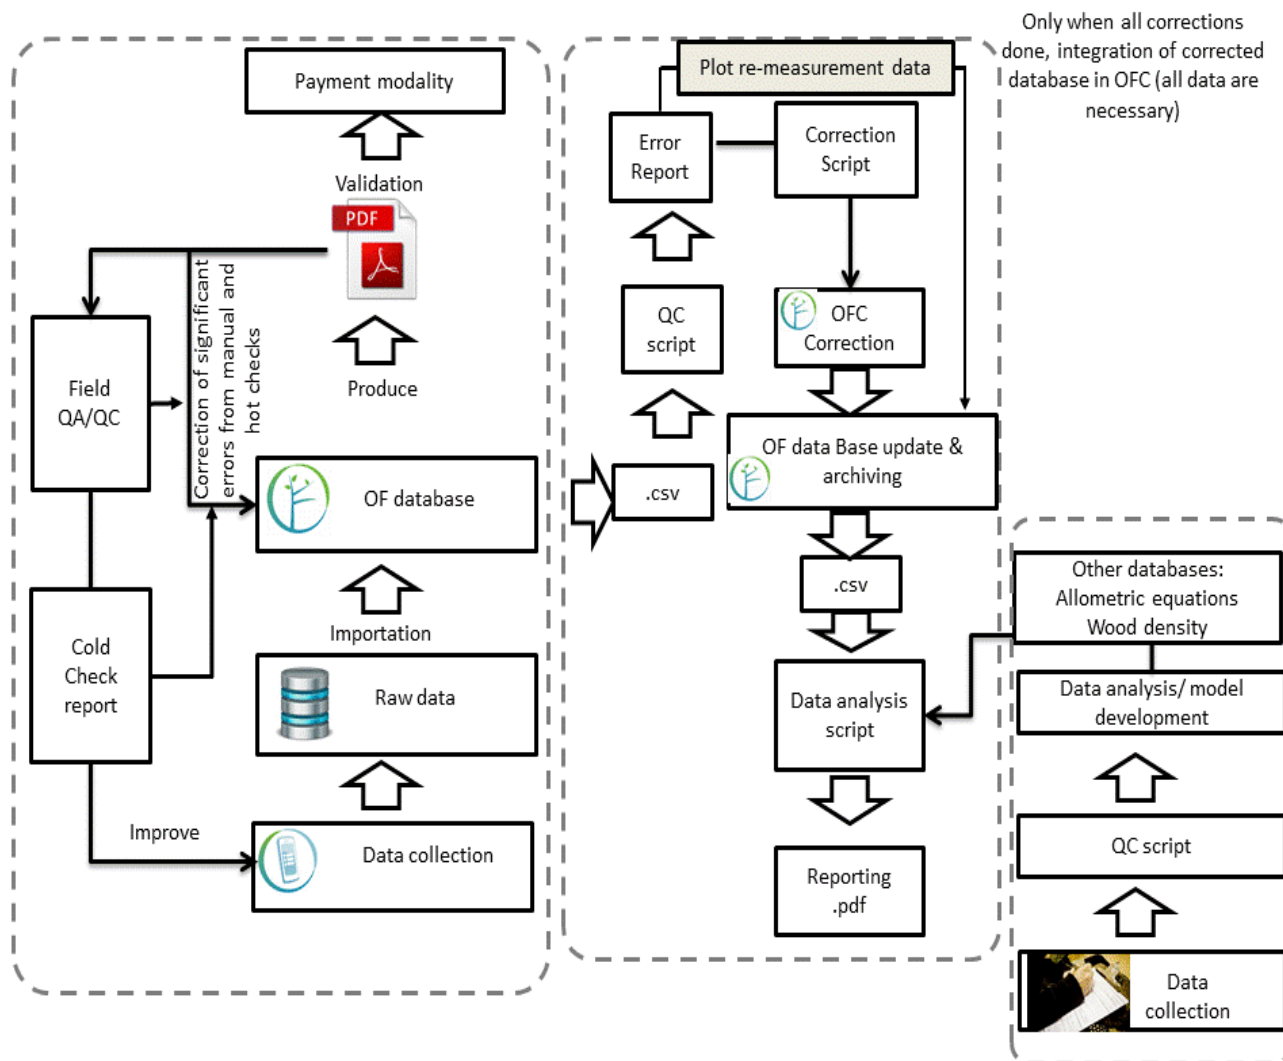 Only when all corrections
done, integration of corrected
database in OFC (all data are
necessary)
Payment modality
Validation
PDF
Produce
Correction of significant
errors from manual and
hot checks
Field
QA/QC
OF database
Importation
Cold
Check
report
Raw data
Improve
Data collection
Plot re-measurement data
Error
Report
Correction
Script
QC
script
OFC
Correction
.csv
OF data Base update &
archiving
.csv
Data analysis
script
Reporting
.pdf
Other databases:
Allometric equations
Wood density
Data analysis/ model
development
QC script
Data
collection